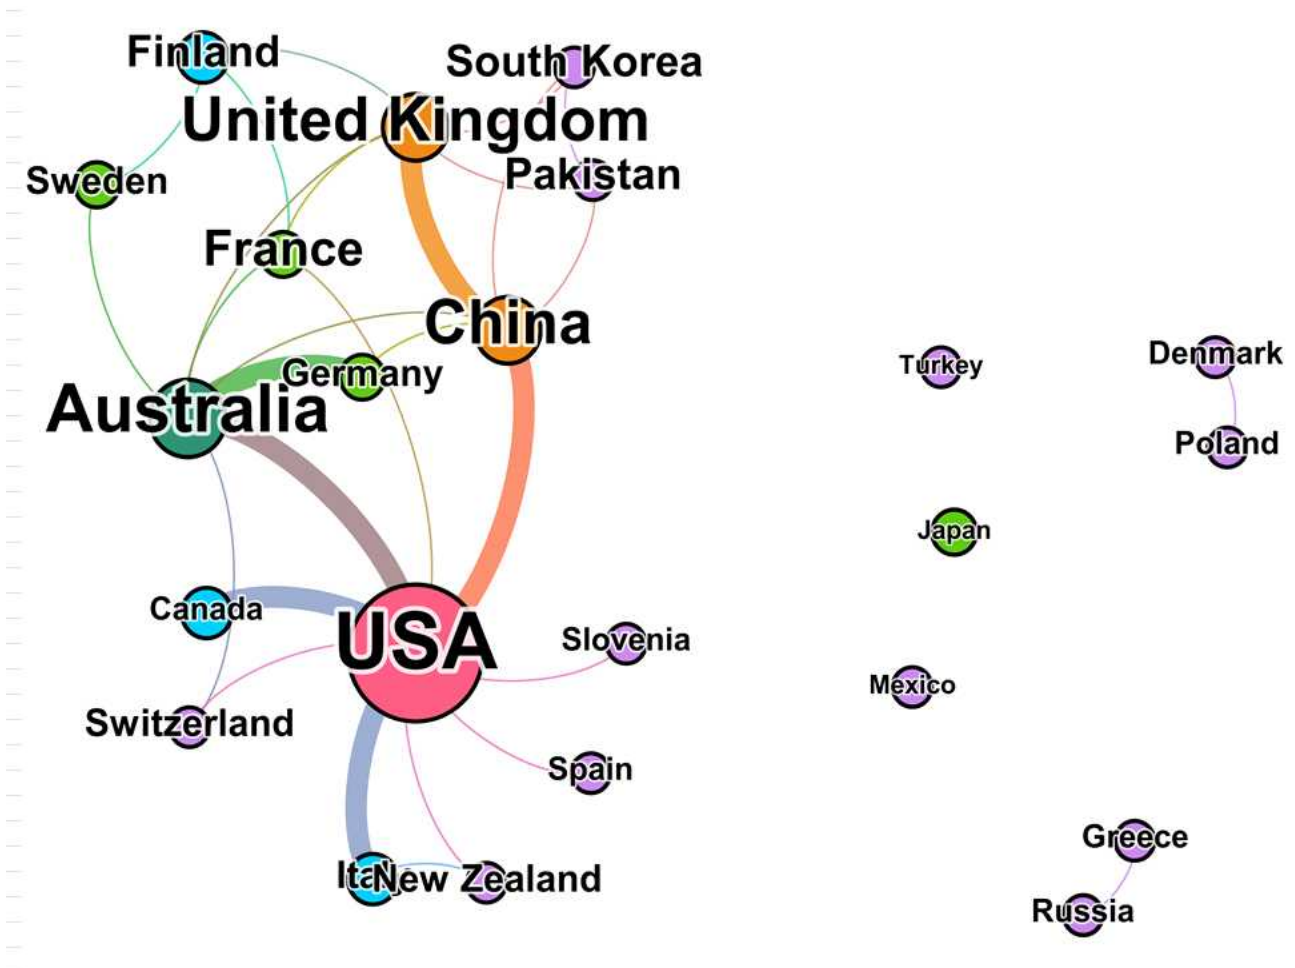 Finland
South Korea
United Kingdom
Pakistan
Sweden
France
China
Turkey
Denmark
Germany
Australia
Poland
Japan
Canada
USA
Slovenia
Mexico
Switzerland
Spain
Greece
New Zealand
Russia